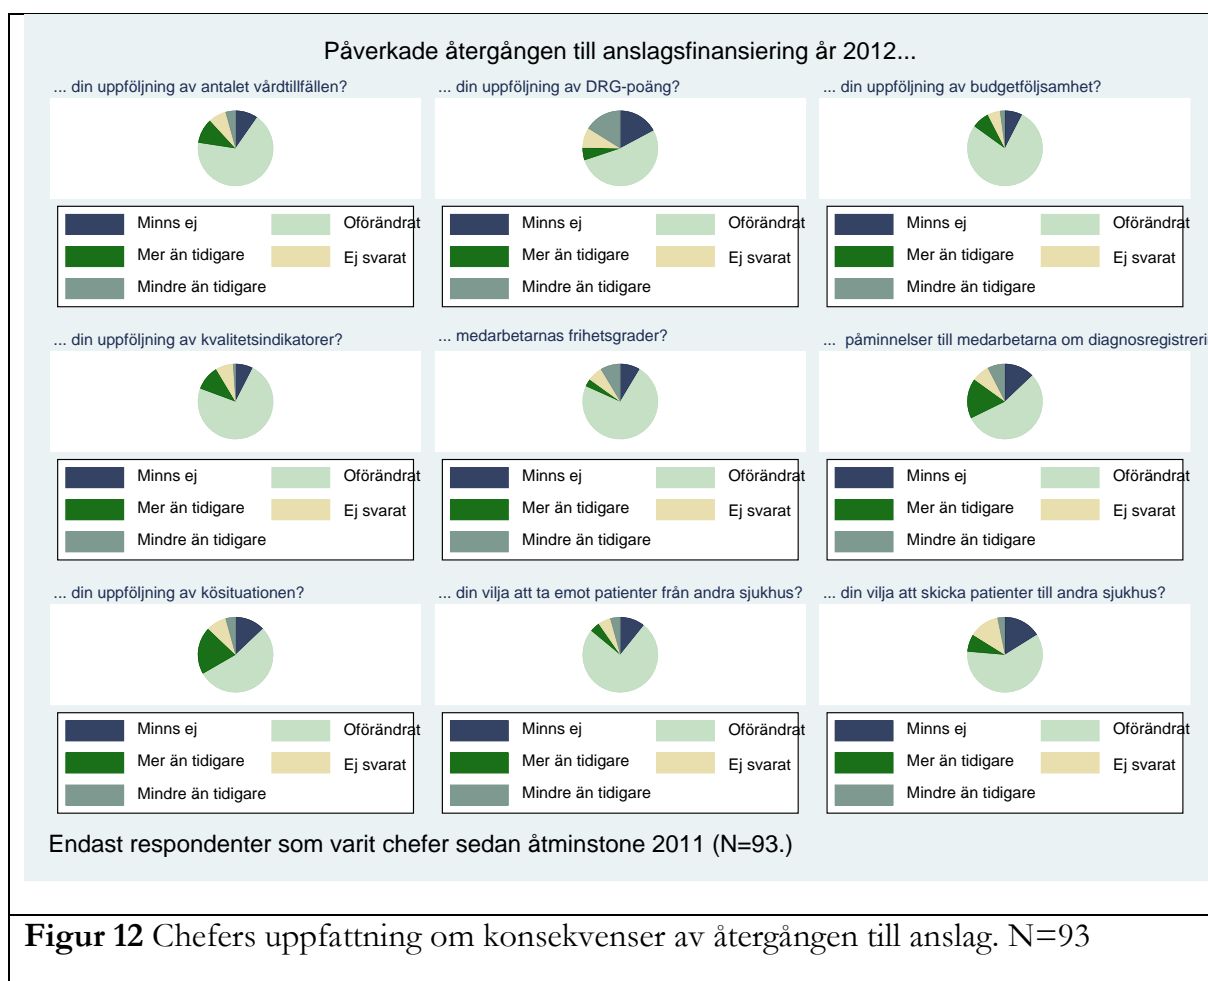 Påverkade återgången till anslagsfinansiering år 2012...
... din uppföljning av antalet vårdtillfällen?
Minns ej
Oförändrat
Mer än tidigare
Ej svarat
Mindre än tidigare
... din uppföljning av DRG-poäng?
Minns ej
Oförändrat
Mer än tidigare
Ej svarat
Mindre än tidigare
... din uppföljning av budgetföljsamhet?
Minns ej
Oförändrat
Mer än tidigare
Ej svarat
Mindre än tidigare
... din uppföljning av kvalitetsindikatorer?
Minns ej
Oförändrat
Mer än tidigare
Ej svarat
Mindre än tidigare
... medarbetarnas frihetsgrader?
Minns ej
Oförändrat
Mer än tidigare
Ej svarat
Mindre än tidigare
... påminnelser till medarbetarna om diagnosregistreri
Minns ej
Oförändrat
Mer än tidigare
Ej svarat
Mindre än tidigare
... din uppföljning av kösituationen?
Minns ej
Oförändrat
Mer än tidigare
Ej svarat
Mindre än tidigare
... din vilja att ta emot patienter från andra sjukhus?
Minns ej
Oförändrat
Mer än tidigare
Ej svarat
Mindre än tidigare
... din vilja att skicka patienter till andra sjukhus?
Minns ej
Oförändrat
Mer än tidigare
Ej svarat
Mindre än tidigare
Endast respondenter som varit chefer sedan åtminstone 2011 (N=93.)
Figur 12 Chefers uppfattning om konsekvenser av återgången till anslag. N=93